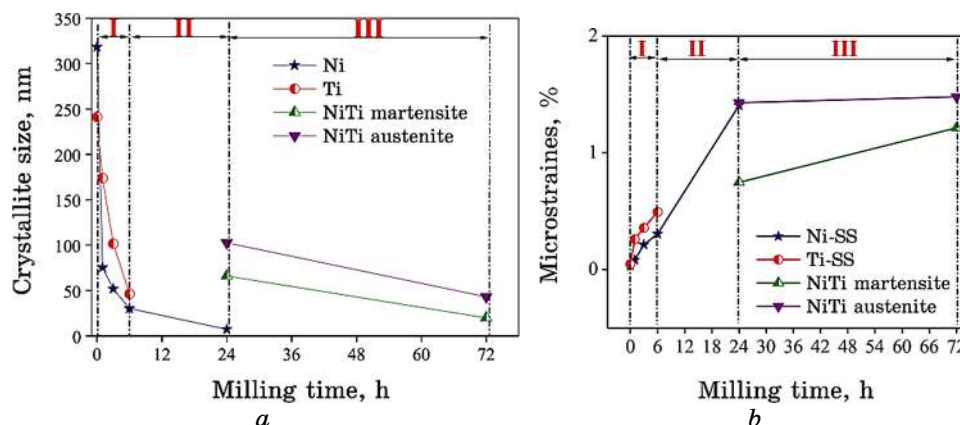 350
300
250
200
150
100
50
0
Crystallite size, nm
I II III
Ni
Ti
NiTi martensite
NiTi austenite
0 12 24 36 48 60 72
Milling time, h
a
2
1
0
Microstraines, %
I II III
Ni-SS
Ti-SS
NiTi martensite
NiTi austenite
0 6 12 18 24 30 36 42 48 54 60 66 72
Milling time, h
b